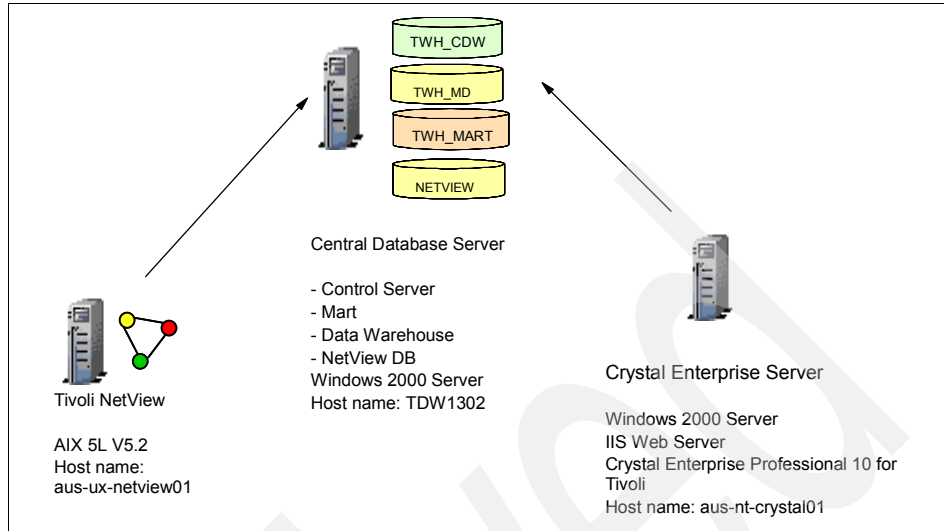 TWH_CDW
TWH_MD
TWH_MART
NETVIEW
Central Database Server
- Control Server
- Mart
- Data Warehouse
- NetView DB
Windows 2000 Server
Host name: TDW1302
Tivoli NetView
AIX 5L V5.2
Host name:
aus-ux-netview01
Crystal Enterprise Server
Windows 2000 Server
IIS Web Server
Crystal Enterprise Professional 10 for
Tivoli
Host name: aus-nt-crystal01